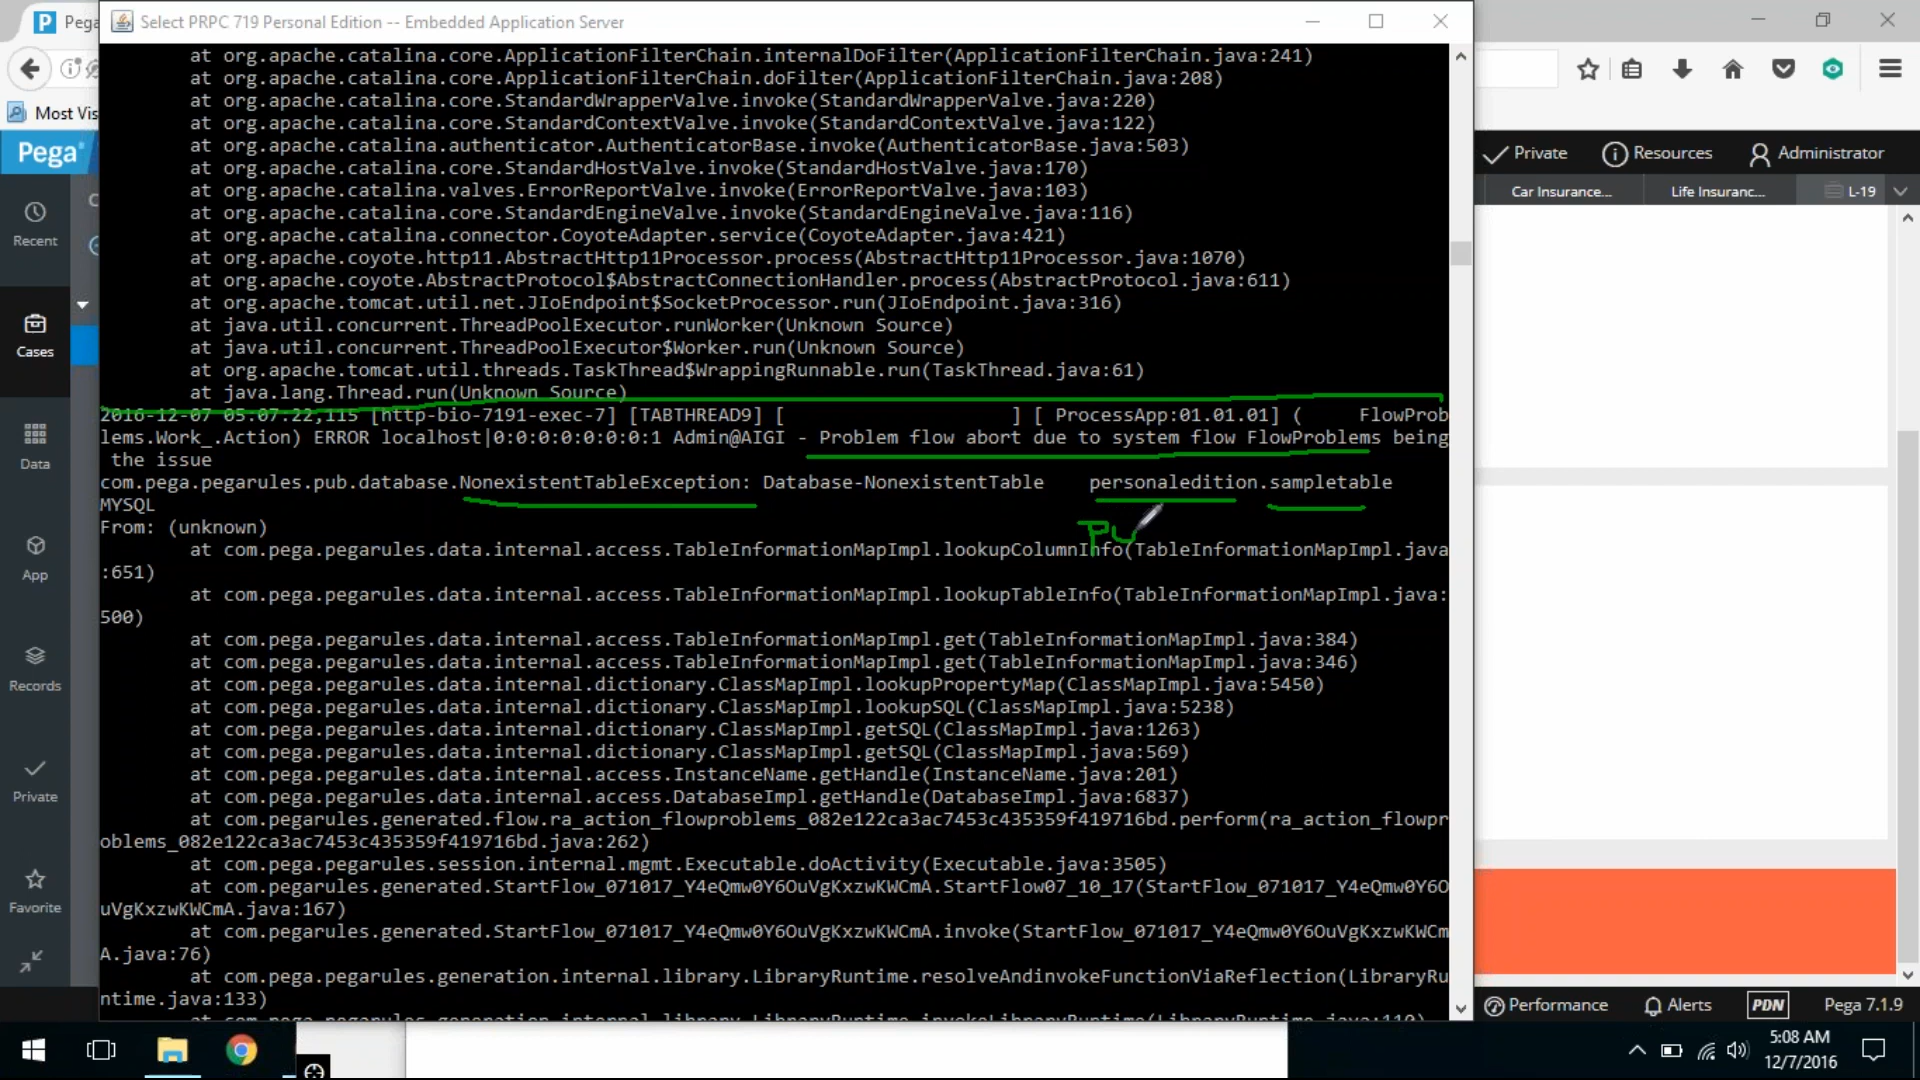 Pega
Select PRPC 719 Personal Edition -- Embedded Application Server
Most Vis
Pega
Recent
Cases
Data
App
Records
Private
Favorite
at org.apache.catalina.core.ApplicationFilterChain.internalDoFilter(ApplicationFilterChain.java:241)
at org.apache.catalina.core.ApplicationFilterChain.doFilter(ApplicationFilterChain.java:208)
at org.apache.catalina.core.StandardWrapperValve.invoke(StandardWrapperValve.java:220)
at org.apache.catalina.core.StandardContextValve.invoke(StandardContextValve.java:122)
at org.apache.catalina.authenticator.AuthenticatorBase.invoke(AuthenticatorBase.java:503)
at org.apache.catalina.core.StandardHostValve.invoke(StandardHostValve.java:170)
at org.apache.catalina.valves.ErrorReportValve.invoke(ErrorReportValve.java:103)
at org.apache.catalina.core.StandardEngineValve.invoke(StandardEngineValve.java:116)
at org.apache.catalina.connector.CoyoteAdapter.service(CoyoteAdapter.java:421)
at org.apache.coyote.http11.AbstractHttp11Processor.process(AbstractHttp11Processor.java:1070)
at org.apache.coyote.AbstractProtocol$AbstractConnectionHandler.process(AbstractProtocol.java:611)
at org.apache.tomcat.util.net.JIoEndpoint$SocketProcessor.run(JIoEndpoint.java:316)
at java.util.concurrent.ThreadPoolExecutor.runWorker(Unknown Source)
at java.util.concurrent.ThreadPoolExecutor$Worker.run(Unknown Source)
at org.apache.tomcat.util.threads.TaskThread$WrappingRunnable.run(TaskThread.java:61)
at java.lang.Thread.run(Unknown Source)
2016-12-07 05:07:22,115 [http-bio-7191-exec-7] [TABTHREAD9] [ ] [ ProcessApp:01.01.01] ( FlowProb
lems.Work_.Action) ERROR localhost|0:0:0:0:0:0:0:1 Admin@AIGI - Problem flow abort due to system flow FlowProblems being
the issue
com.pega.pegarules.pub.database.NonexistentTableException: Database-NonexistentTable personaledition.sampletable
MYSQL
From: (unknown)
PU
at com.pega.pegarules.data.internal.access.TableInformationMapImpl.lookupColumnInfo(TableInformationMapImpl.java
:651)
at com.pega.pegarules.data.internal.access.TableInformationMapImpl.lookupTableInfo(TableInformationMapImpl.java:
500)
at com.pega.pegarules.data.internal.access.TableInformationMapImpl.get(TableInformationMapImpl.java:384)
at com.pega.pegarules.data.internal.access.TableInformationMapImpl.get(TableInformationMapImpl.java:346)
at com.pega.pegarules.data.internal.dictionary.ClassMapImpl.lookupPropertyMap(ClassMapImpl.java:5450)
at com.pega.pegarules.data.internal.dictionary.ClassMapImpl.lookupSQL(ClassMapImpl.java:5238)
at com.pega.pegarules.data.internal.dictionary.ClassMapImpl.getSQL(ClassMapImpl.java:1263)
at com.pega.pegarules.data.internal.dictionary.ClassMapImpl.getSQL(ClassMapImpl.java:569)
at com.pega.pegarules.data.internal.access.InstanceName.getHandle(InstanceName.java:201)
at com.pega.pegarules.data.internal.access.DatabaseImpl.getHandle(DatabaseImpl.java:6837)
at com.pegarules.generated.flow.ra_action_flowproblems_082e122ca3ac7453c435359f419716bd.perform(ra_action_flowpr
oblems_082e122ca3ac7453c435359f419716bd.java:262)
at com.pega.pegarules.session.internal.mgmt.Executable.doActivity(Executable.java:3505)
at com.pegarules.generated.StartFlow_071017_Y4eQmw0Y6OuVgKxzwKWCmA.StartFlow07_10_17(StartFlow_071017_Y4eQmw0Y6O
uVgKxzwKWCmA.java:167)
at com.pegarules.generated.StartFlow_071017_Y4eQmw0Y6OuVgKxzwKWCmA.invoke(StartFlow_071017_Y4eQmw0Y6OuVgKxzwKWCm
A.java:76)
at com.pega.pegarules.generation.internal.library.LibraryRuntime.resolveAndinvokeFunctionViaReflection(LibraryRu
ntime.java:133)
at com.pega.pegarules.generation.internal.library.LibraryRuntime.invokeLibraryRuntime(LibraryRuntime.java:110)
Private Resources Administrator
Car Insurance... Life Insuranc... L-19
Performance Alerts PDN Pega 7.1.9
5:08 AM
12/7/2016